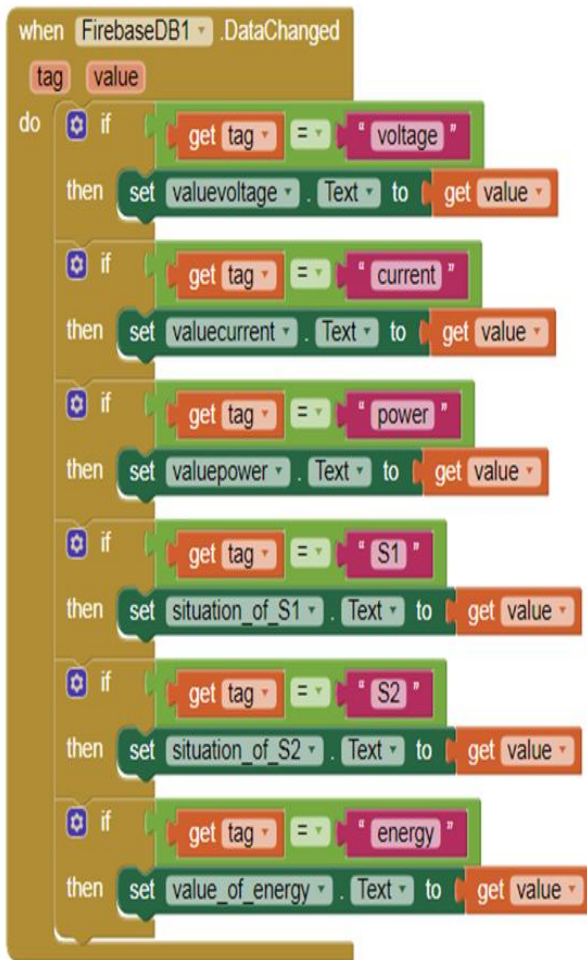 when FirebaseDB1 .DataChanged
tag value
do if get tag = " voltage "
then set valuevoltage . Text to get value
if get tag = " current "
then set valuecurrent . Text to get value
if get tag = " power "
then set valuepower . Text to get value
if get tag = " S1 "
then set situation_of_S1 . Text to get value
if get tag = " S2 "
then set situation_of_S2 . Text to get value
if get tag = " energy "
then set value_of_energy . Text to get value